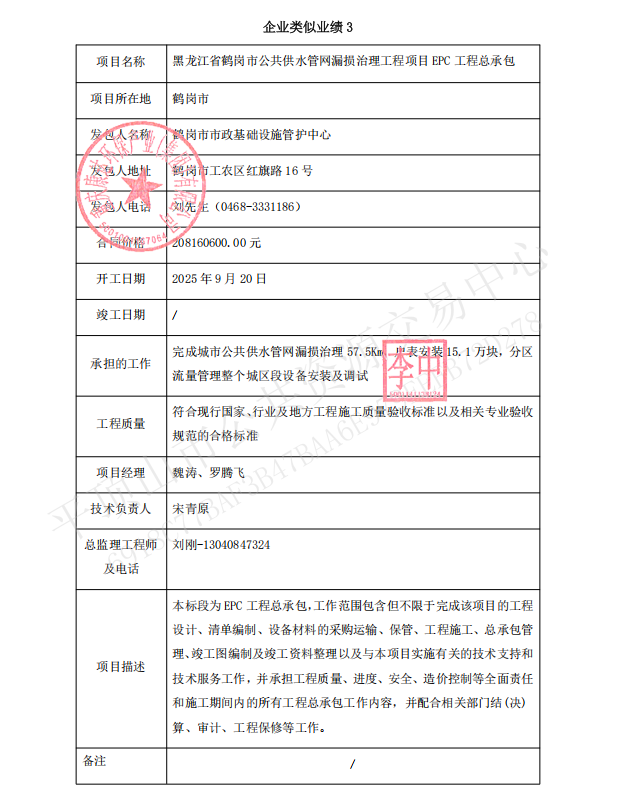 企业类似业绩 3
项目名称 黑龙江省鹤岗市公共供水管网漏损治理工程项目 EPC 工程总承包
项目所在地 鹤岗市
发包人名称 鹤岗市市政基础设施管护中心
发包人地址 鹤岗市工农区红旗路 16 号
发包人电话 刘先生（0468-3331186）
合同价格 208160600.00 元
开工日期 2025 年 9 月 20 日
竣工日期 /
承担的工作 完成城市公共供水管网漏损治理 57.5Km，户表安装 15.1 万块，分区
流量管理整个城区段设备安装及调试
李中
工程质量 符合现行国家、行业及地方工程施工质量验收标准以及相关专业验收
规范的合格标准
项目经理 魏涛、罗腾飞
技术负责人 宋青原
总监理工程师 刘刚-13040847324
及电话
项目描述 本标段为 EPC 工程总承包，工作范围包含但不限于完成该项目的工程
设计、清单编制、设备材料的采购运输、保管、工程施工、总承包管
理、竣工图编制及竣工资料整理以及与本项目实施有关的技术支持和
技术服务工作，并承担工程质量、进度、安全、造价控制等全面责任
和施工期间内的所有工程总承包工作内容，并配合相关部门结(决)
算、审计、工程保修等工作。
备注 /
平顶山市公共资源交易中心